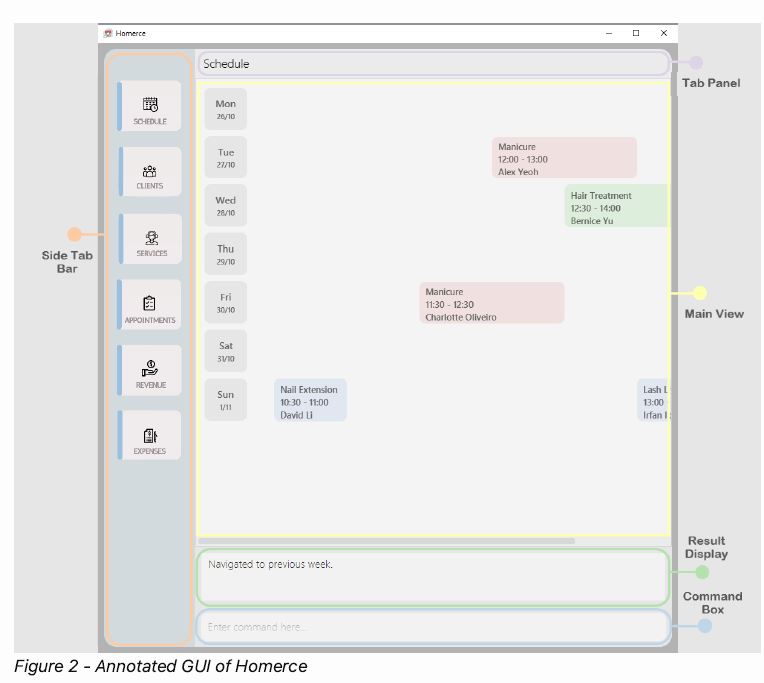 Homerce
Schedule
Tab Panel
SCHEDULE
CLIENTS
SERVICES
APPOINTMENTS
REVENUE
EXPENSES
Side Tab
Bar
Mon
26/10
Tue
27/10
Manicure
12:00 - 13:00
Alex Yeoh
Wed
28/10
Hair Treatment
12:30 - 14:00
Bernice Yu
Thu
29/10
Fri
30/10
Manicure
11:30 - 12:30
Charlotte Oliveiro
Main View
Sat
31/10
Sun
1/11
Nail Extension
10:30 - 11:00
David Li
Lash
13:00 -
Irfan
Navigated to previous week.
Result
Display
Enter command here...
Command
Box
Figure 2 - Annotated GUI of Homerce